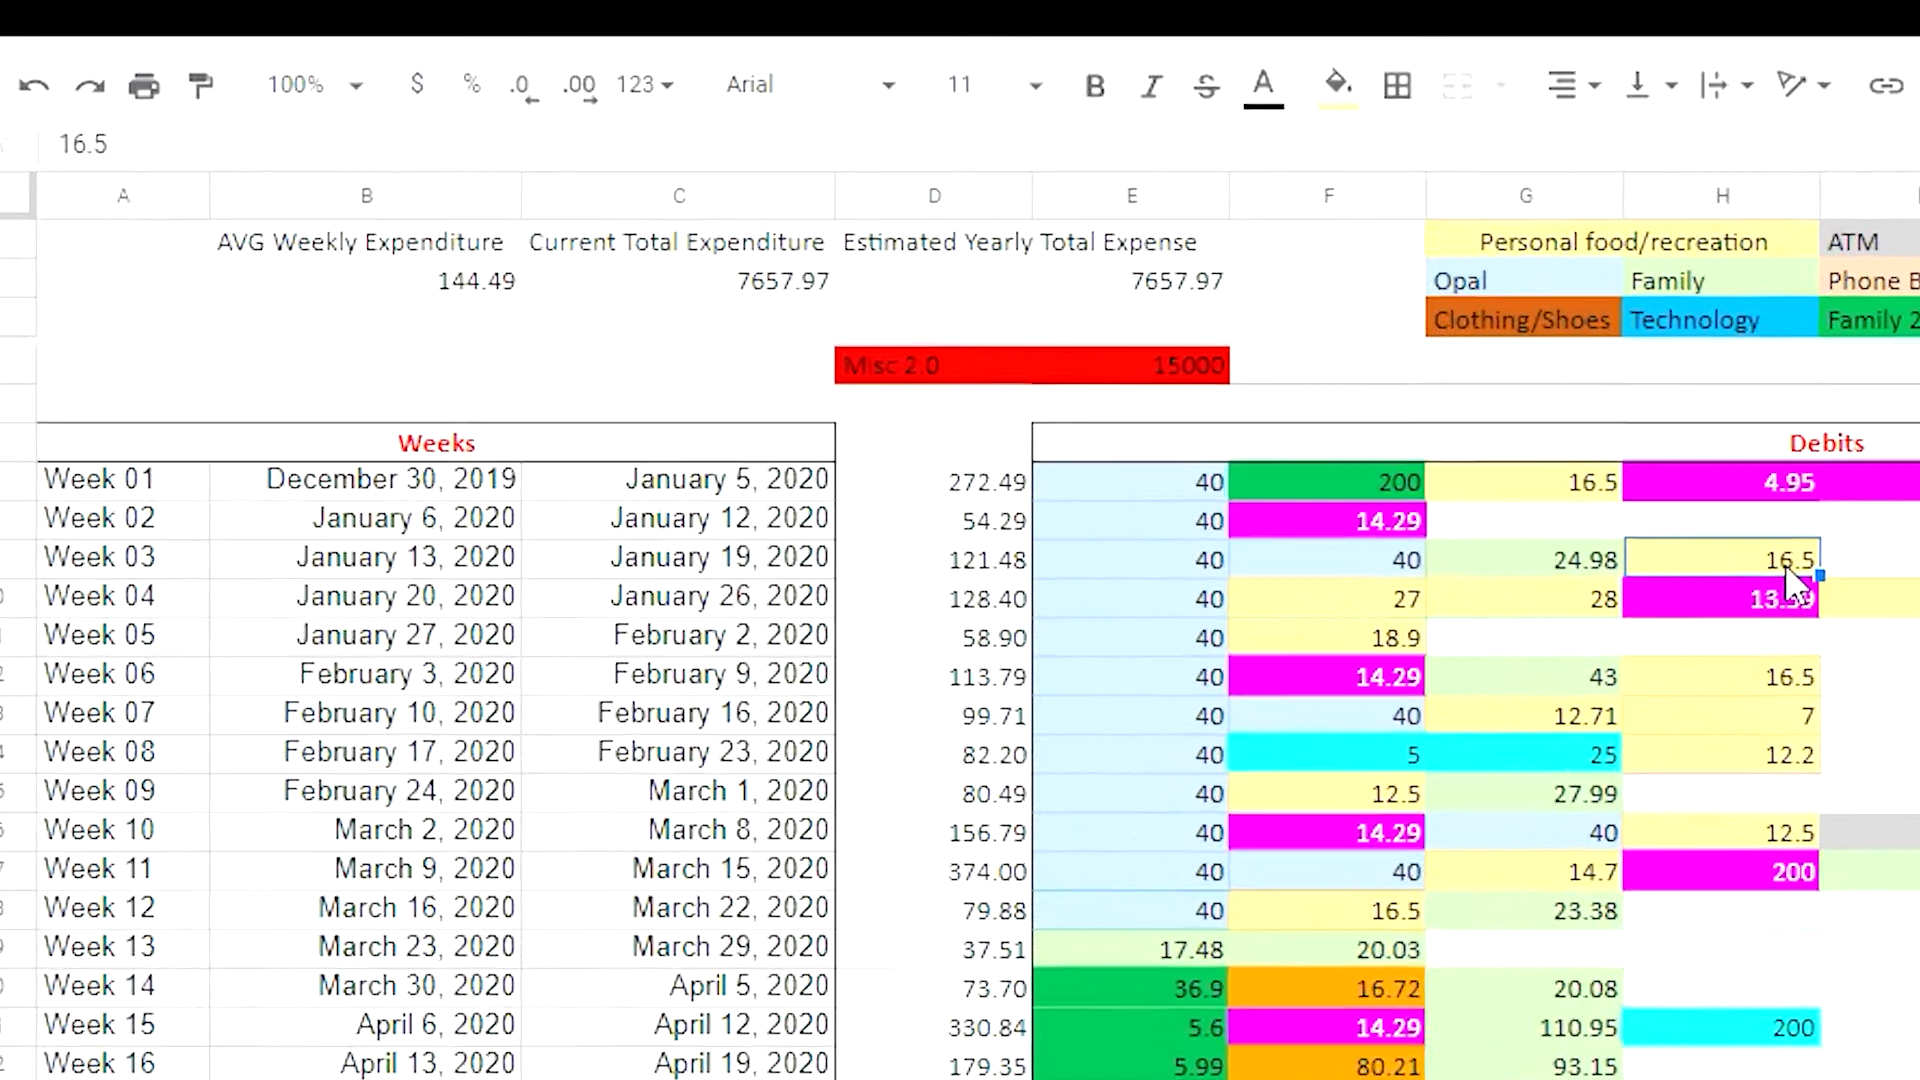 100% $ % .0 .00 123 Arial 11 B I S A
16.5
A B C D E F G H
AVG Weekly Expenditure Current Total Expenditure Estimated Yearly Total Expense Personal food/recreation ATM
144.49 7657.97 7657.97 Opal Family Phone B
Clothing/Shoes Technology Family 2
Misc 2.0 15000
Weeks Debits
Week 01 December 30, 2019 January 5, 2020 272.49 40 200 16.5 4.95
Week 02 January 6, 2020 January 12, 2020 54.29 40 14.29
Week 03 January 13, 2020 January 19, 2020 121.48 40 40 24.98 16.5
Week 04 January 20, 2020 January 26, 2020 128.40 40 27 28
Week 05 January 27, 2020 February 2, 2020 58.90 40 18.9
Week 06 February 3, 2020 February 9, 2020 113.79 40 14.29 43 16.5
Week 07 February 10, 2020 February 16, 2020 99.71 40 40 12.71 7
Week 08 February 17, 2020 February 23, 2020 82.20 40 5 25 12.2
Week 09 February 24, 2020 March 1, 2020 80.49 40 12.5 27.99
Week 10 March 2, 2020 March 8, 2020 156.79 40 14.29 40 12.5
Week 11 March 9, 2020 March 15, 2020 374.00 40 40 14.7 200
Week 12 March 16, 2020 March 22, 2020 79.88 40 16.5 23.38
Week 13 March 23, 2020 March 29, 2020 37.51 17.48 20.03
Week 14 March 30, 2020 April 5, 2020 73.70 36.9 16.72 20.08
Week 15 April 6, 2020 April 12, 2020 330.84 5.6 14.29 110.95 200
Week 16 April 13, 2020 April 19, 2020 179.35 5.99 80.21 93.15